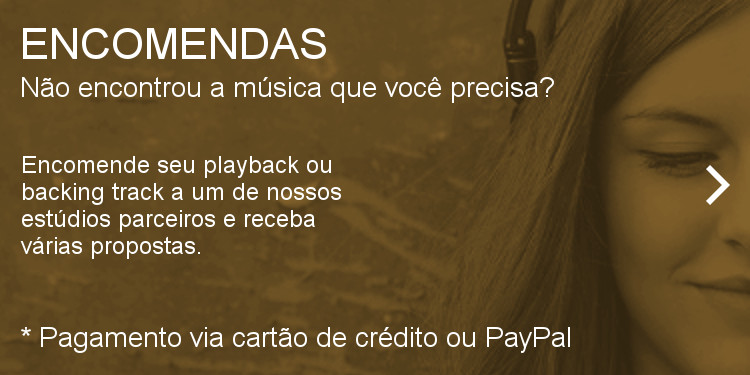 ENCOMENDAS
Não encontrou a música que você precisa?
Encomende seu playback ou
backing track a um de nossos
estúdios parceiros e receba
várias propostas.
* Pagamento via cartão de crédito ou PayPal